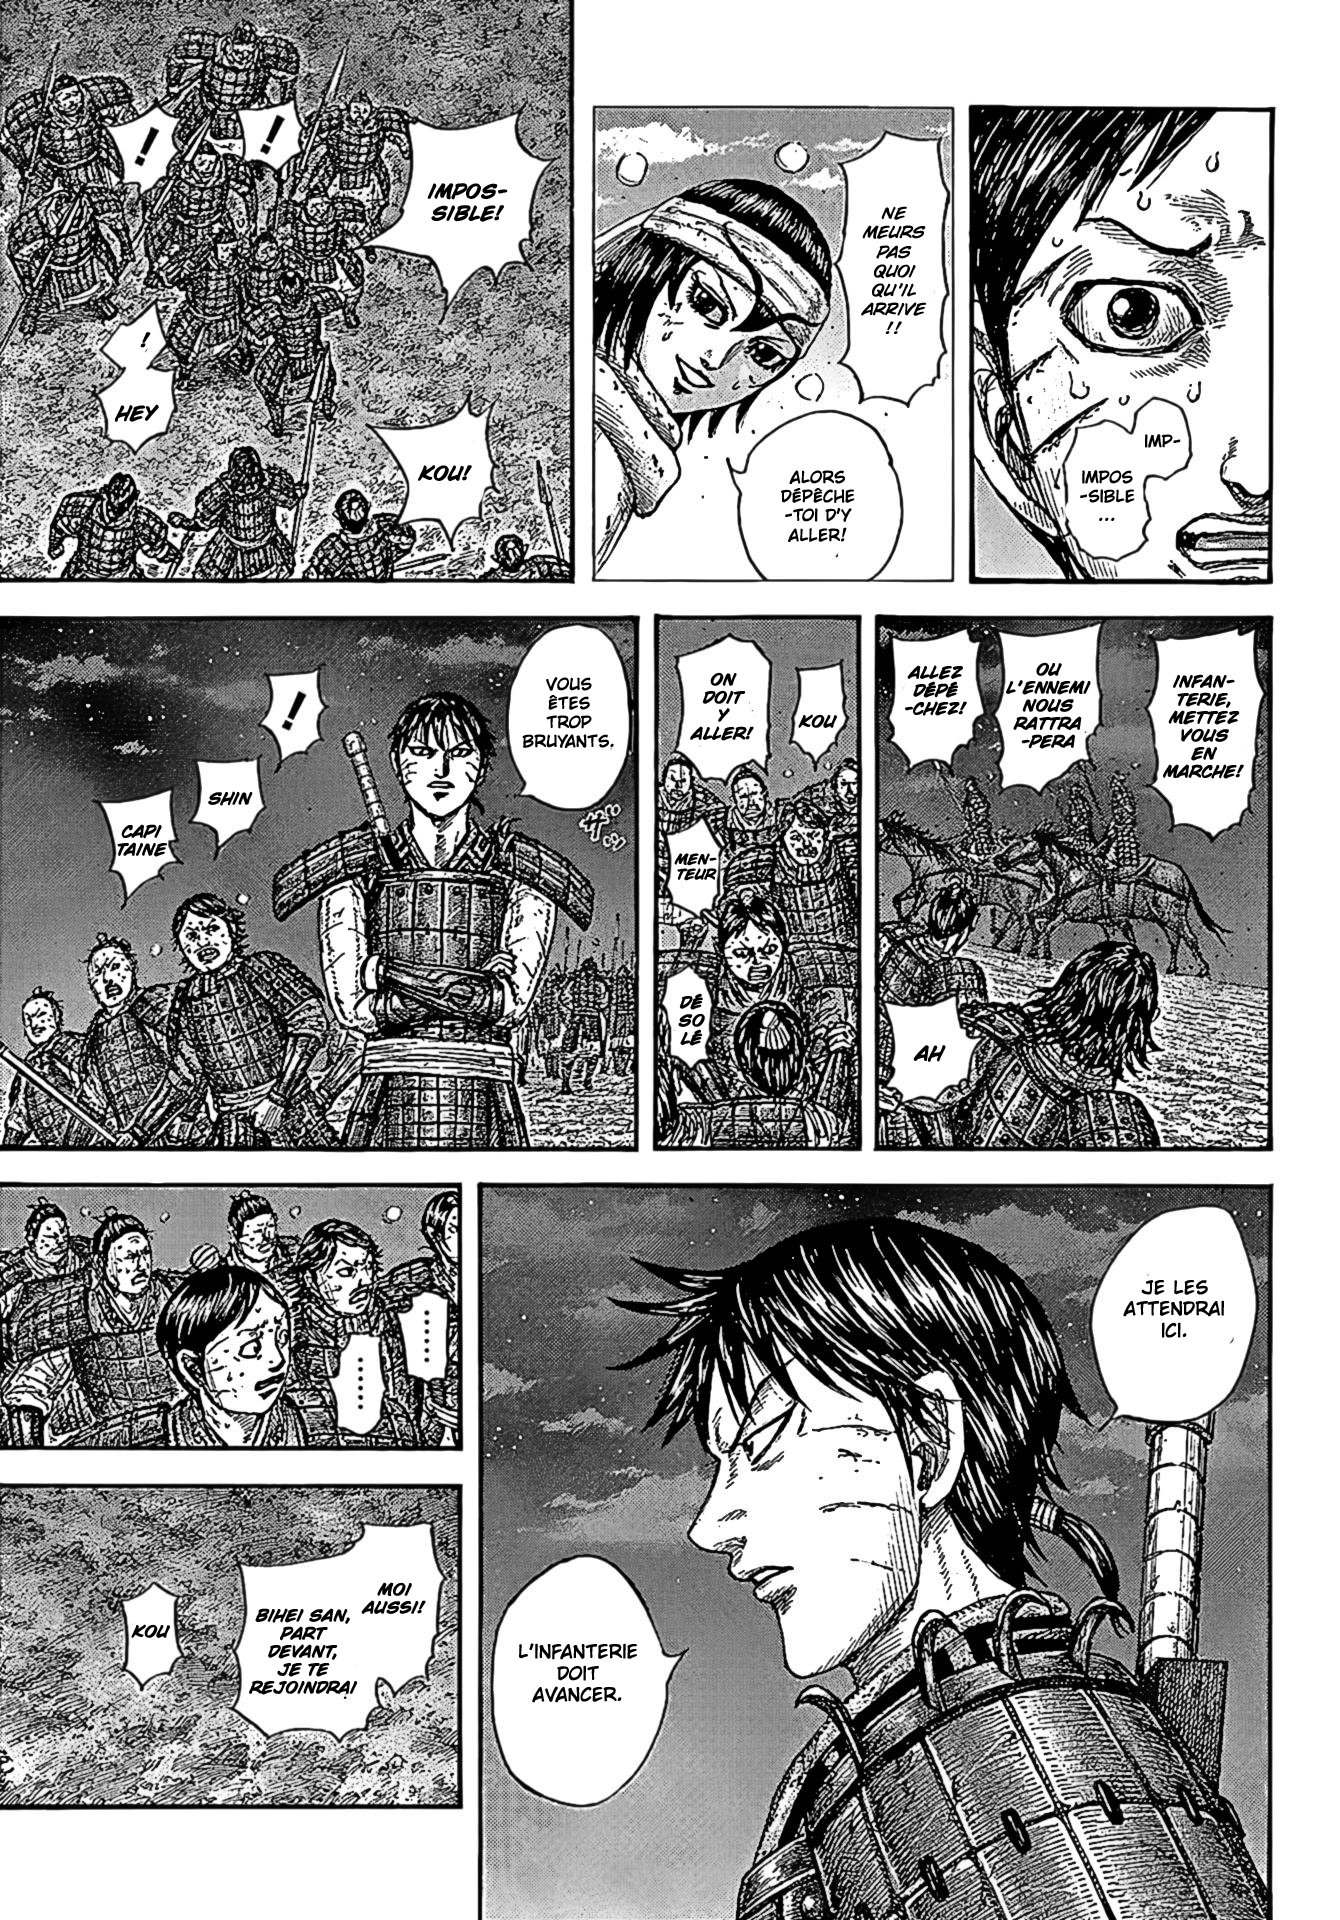 IMP-
IMPOS
-SIBLE
...
NE
MEURS
PAS
QUOI
QU'IL
ARRIVE
!!
ALORS
DÉPÊCHE
-TOI D'Y
ALLER!
IMPOS-
SIBLE!
!
!
!
HEY
KOU!
INFAN-
TERIE,
METTEZ
VOUS
EN
MARCHE!
OU
L'ENNEMI
NOUS
RATTRA
-PERA
ALLEZ
DÉPÊ
-CHEZ!
AH
KOU
ON
DOIT
Y
ALLER!
MEN-
TEUR
DÉ
SO
LÉ
VOUS
ÊTES
TROP
BRUYANTS.
ザッ
!
SHIN
CAPI
TAINE
JE LES
ATTENDRAI
ICI.
L'INFANTERIE
DOIT
AVANCER.
......
......
MOI
AUSSI!
BIHEI SAN,
PART
DEVANT,
JE TE
REJOINDRAI
KOU